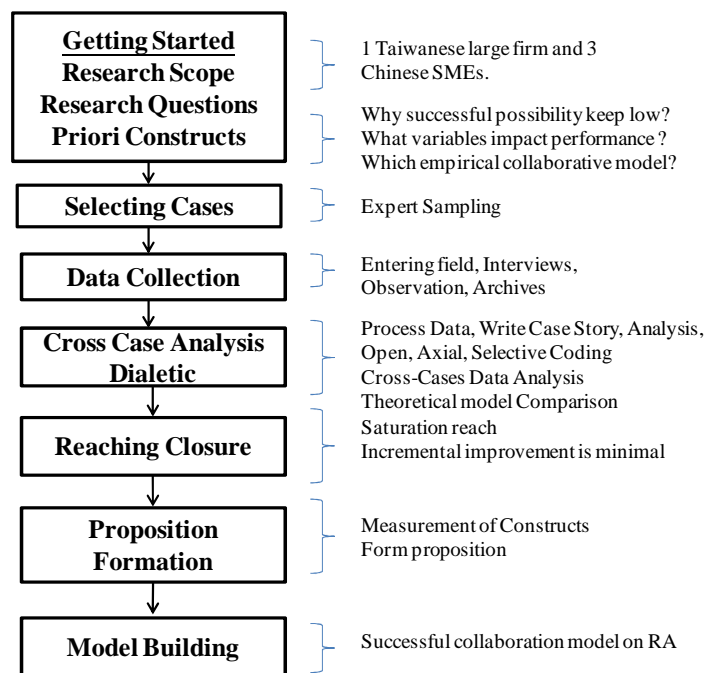 Getting Started
Research Scope
Research Questions
Priori Constructs
1 Taiwanese large firm and 3
Chinese SMEs.
Why successful possibility keep low?
What variables impact performance ?
Which empirical collaborative model?
Selecting Cases
Expert Sampling
Data Collection
Entering field, Interviews,
Observation, Archives
Cross Case Analysis
Dialetic
Process Data, Write Case Story, Analysis,
Open, Axial, Selective Coding
Cross-Cases Data Analysis
Theoretical model Comparison
Reaching Closure
Saturation reach
Incremental improvement is minimal
Proposition
Formation
Measurement of Constructs
Form proposition
Model Building
Successful collaboration model on RA